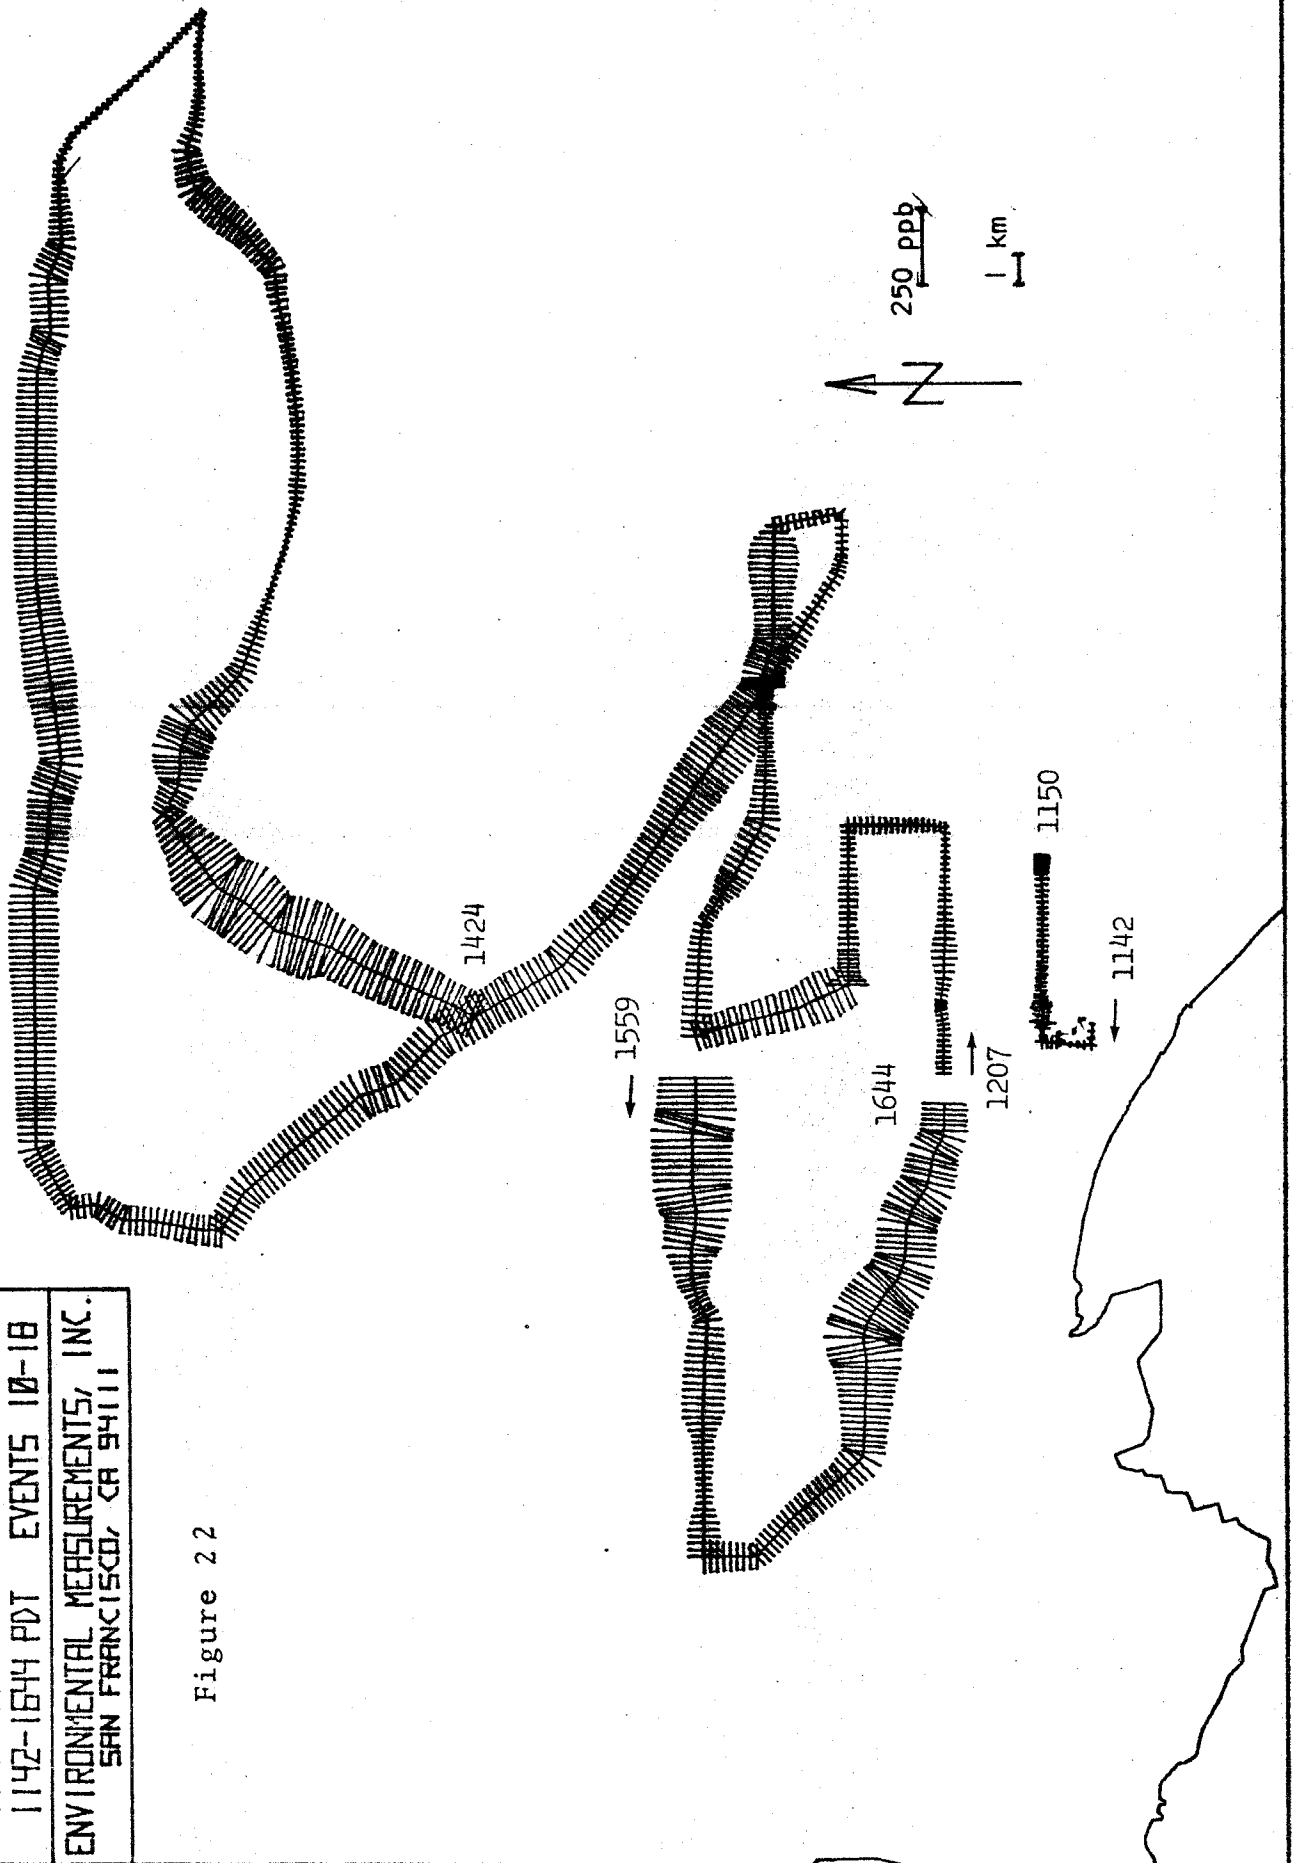 1142-1644 PDT EVENTS 10-18
ENVIRONMENTAL MEASUREMENTS, INC.
SAN FRANCISCO, CA 94111
Figure 22
1424
1559
1644
1207
1150
1142
250 ppb
1 km
N